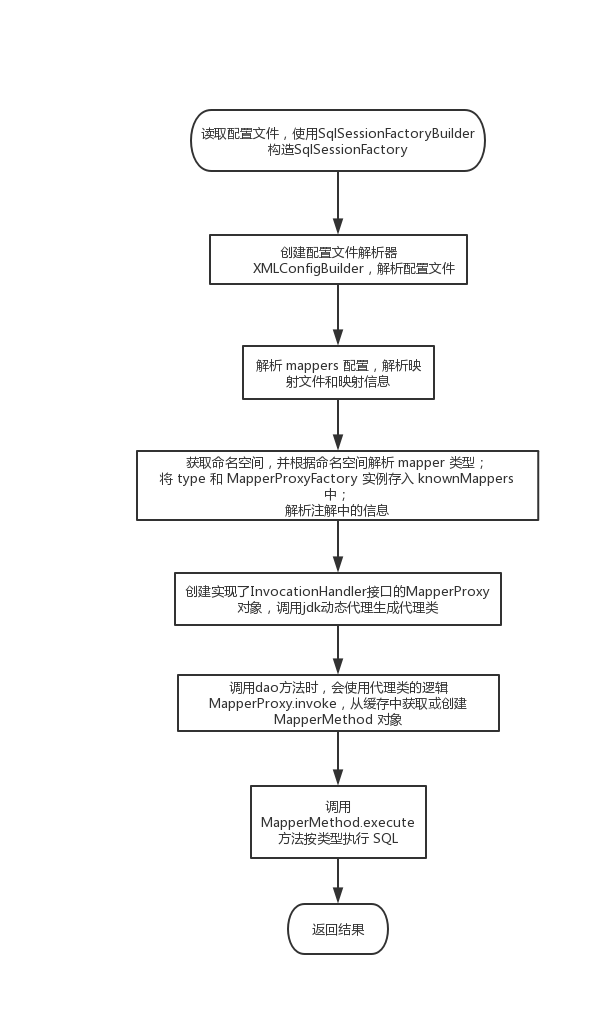 读取配置文件，使用SqlSessionFactoryBuilder
构造SqlSessionFactory
创建配置文件解析器
XMLConfigBuilder，解析配置文件
解析 mappers 配置，解析映
射文件和映射信息
获取命名空间，并根据命名空间解析 mapper 类型；
将 type 和 MapperProxyFactory 实例存入 knownMappers
中；
解析注解中的信息
创建实现了InvocationHandler接口的MapperProxy
对象，调用jdk动态代理生成代理类
调用dao方法时，会使用代理类的逻辑
MapperProxy.invoke，从缓存中获取或创建
MapperMethod 对象
调用
MapperMethod.execute
方法按类型执行 SQL
返回结果